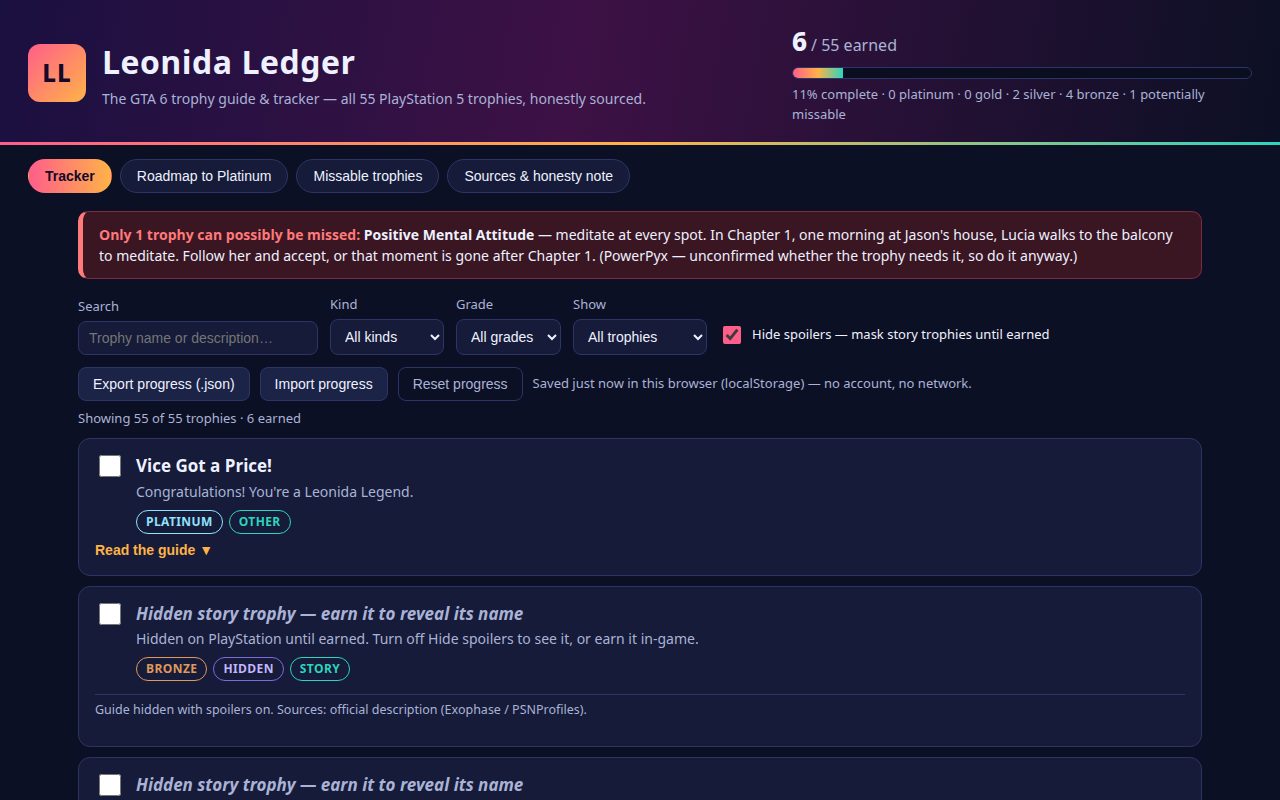 LL
Leonida Ledger
The GTA 6 trophy guide & tracker — all 55 PlayStation 5 trophies, honestly sourced.
6 / 55 earned
11% complete · 0 platinum · 0 gold · 2 silver · 4 bronze · 1 potentially
missable
Tracker
Roadmap to Platinum
Missable trophies
Sources & honesty note
Only 1 trophy can possibly be missed: Positive Mental Attitude — meditate at every spot. In Chapter 1, one morning at Jason's house, Lucia walks to the balcony
to meditate. Follow her and accept, or that moment is gone after Chapter 1. (PowerPyx — unconfirmed whether the trophy needs it, so do it anyway.)
Search
Kind
Grade
Show
Trophy name or description…
All kinds
All grades
All trophies
Hide spoilers — mask story trophies until earned
Export progress (.json)
Import progress
Reset progress
Saved just now in this browser (localStorage) — no account, no network.
Showing 55 of 55 trophies · 6 earned
Vice Got a Price!
Congratulations! You're a Leonida Legend.
PLATINUM
OTHER
Read the guide ▼
Hidden story trophy — earn it to reveal its name
Hidden on PlayStation until earned. Turn off Hide spoilers to see it, or earn it in-game.
BRONZE
HIDDEN
STORY
Guide hidden with spoilers on. Sources: official description (Exophase / PSNProfiles).
Hidden story trophy — earn it to reveal its name